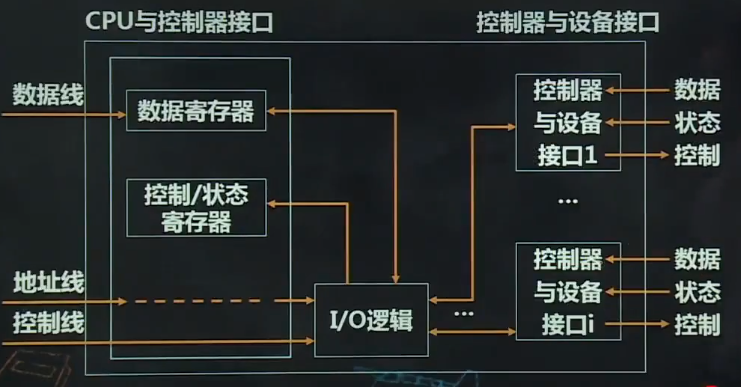 CPU与控制器接口
控制器与设备接口
数据线
数据寄存器
控制/状态
寄存器
地址线
控制线
I/O逻辑
...
控制器
与设备
接口1
数据
状态
控制
...
控制器
与设备
接口i
数据
状态
控制